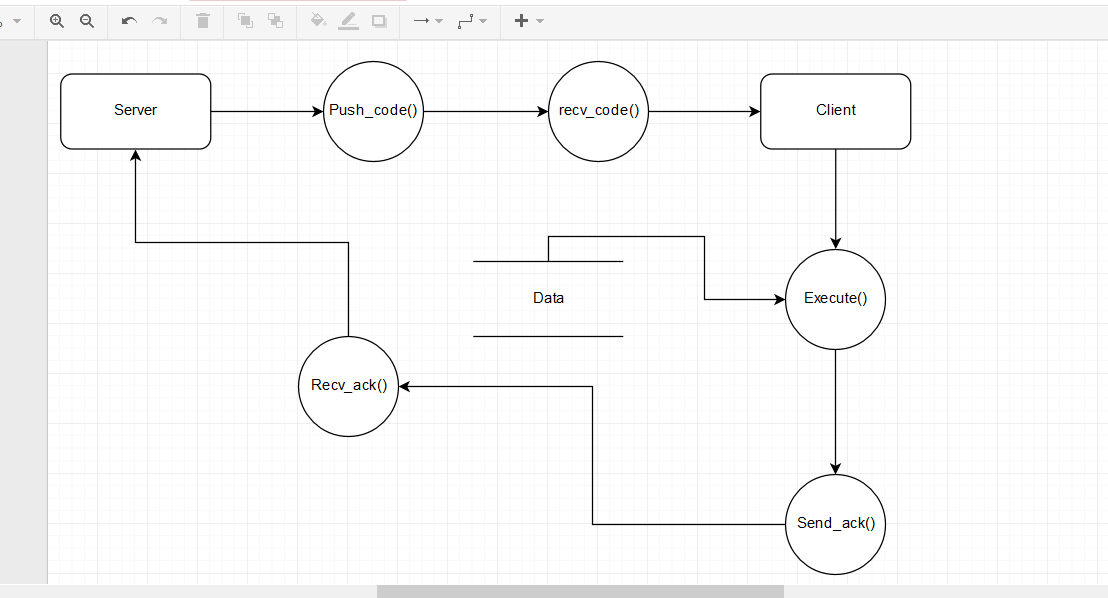 Server
Push_code()
recv_code()
Client
Data
Execute()
Recv_ack()
Send_ack()